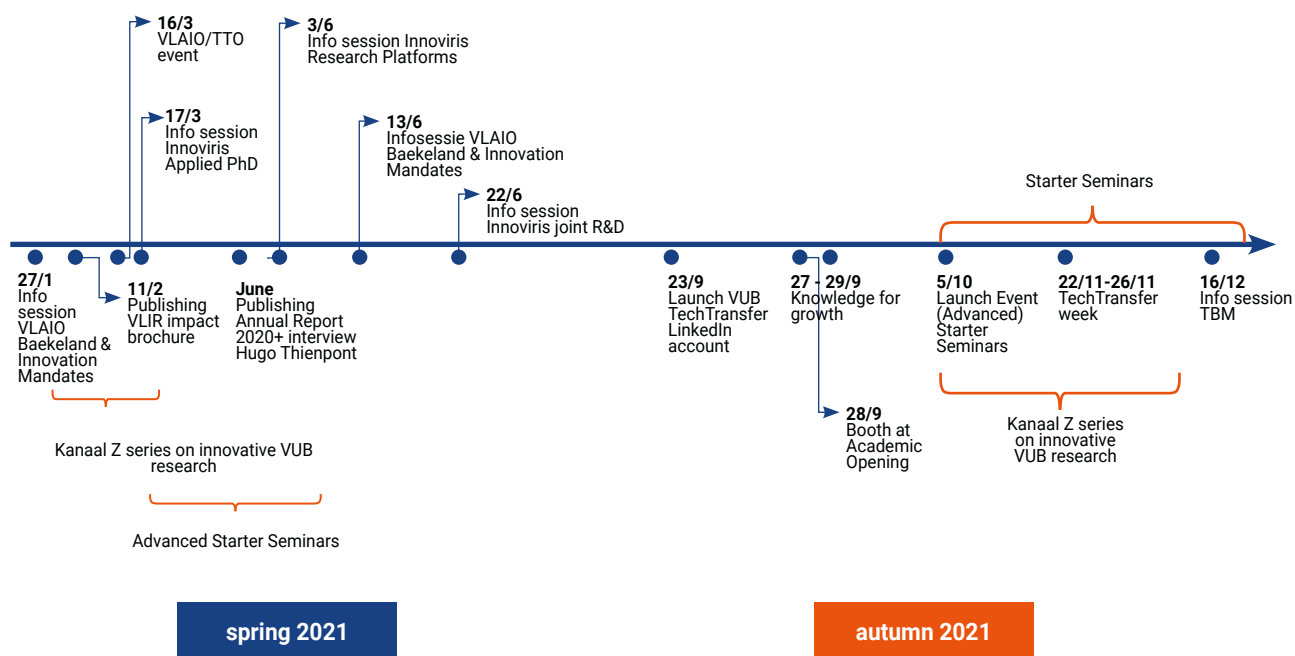 16/3
VLAIO/TTO
event
3/6
Info session Innoviris
Research Platforms
17/3
Info session
Innoviris
Applied PhD
13/6
Infosessie VLAIO
Baekeland & Innovation
Mandates
22/6
Info session
Innoviris joint R&D
Starter Seminars
27/1
Info
session
VLAIO
Baekeland &
Innovation
Mandates
11/2
Publishing
VLIR impact
brochure
June
Publishing
Annual Report
2020+ interview
Hugo Thienpont
23/9
Launch VUB
TechTransfer
LinkedIn
account
27 - 29/9
Knowledge for
growth
28/9
Booth at
Academic
Opening
5/10
Launch Event
(Advanced)
Starter
Seminars
22/11-26/11
TechTransfer
week
16/12
Info session
TBM
Kanaal Z series on innovative VUB
research
Advanced Starter Seminars
Kanaal Z series
on innovative
VUB research
spring 2021
autumn 2021